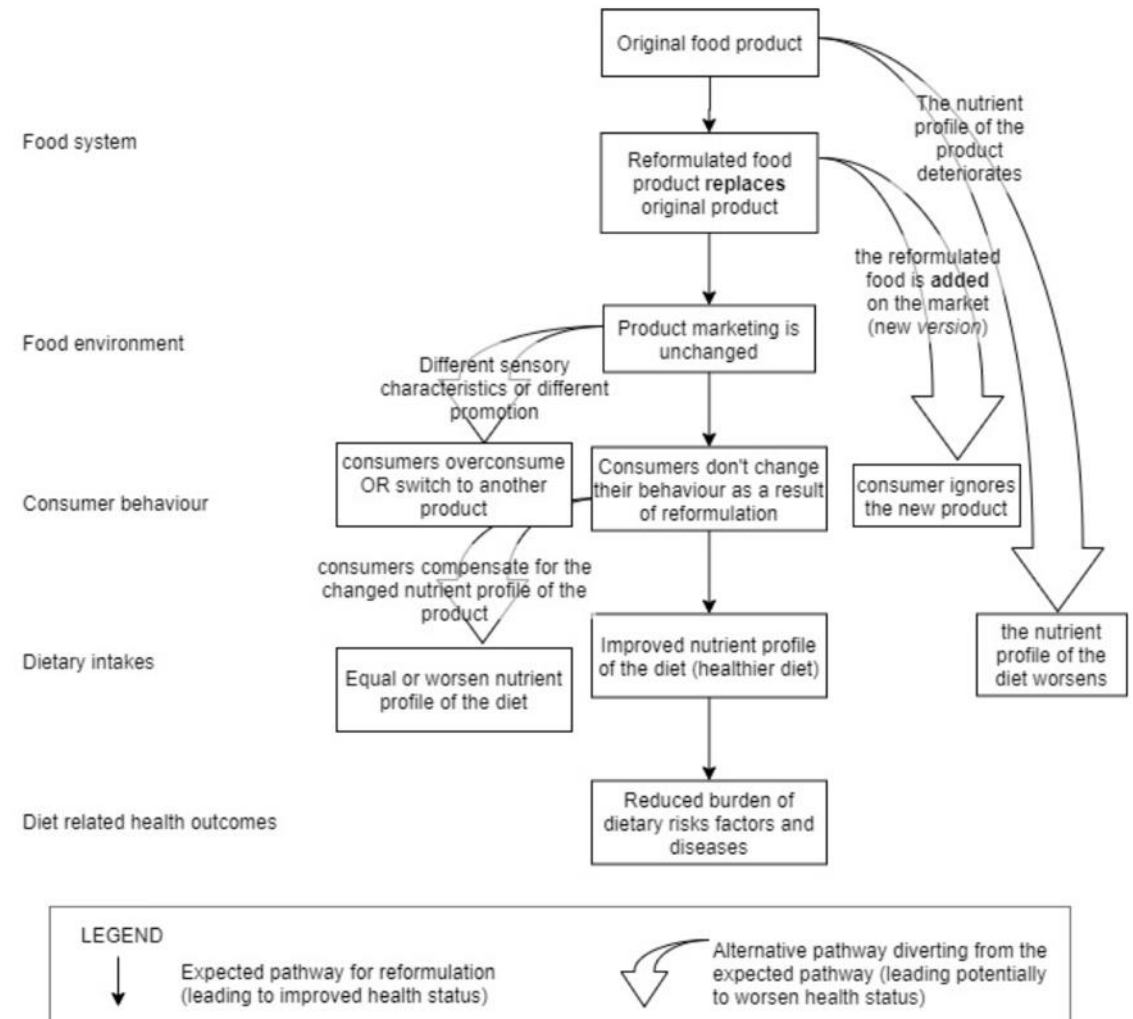 Original food product
The nutrient
profile of the
product
deteriorates
Food system
Reformulated food
product replaces
original product
the reformulated
food is added
on the market
(new version)
Food environment
Product marketing is
unchanged
Different sensory
characteristics or different
promotion
consumers overconsume
OR switch to another
product
Consumers don't change
their behaviour as a result
of reformulation
consumer ignores
the new product
Consumer behaviour
consumers compensate for the
changed nutrient profile of the
product
Dietary intakes
Equal or worsen nutrient
profile of the diet
Improved nutrient profile
of the diet (healthier diet)
the nutrient
profile of the
diet worsens
Diet related health outcomes
Reduced burden of
dietary risks factors and
diseases
LEGEND
Expected pathway for reformulation
(leading to improved health status)
Alternative pathway diverting from the
expected pathway (leading potentially
to worsen health status)